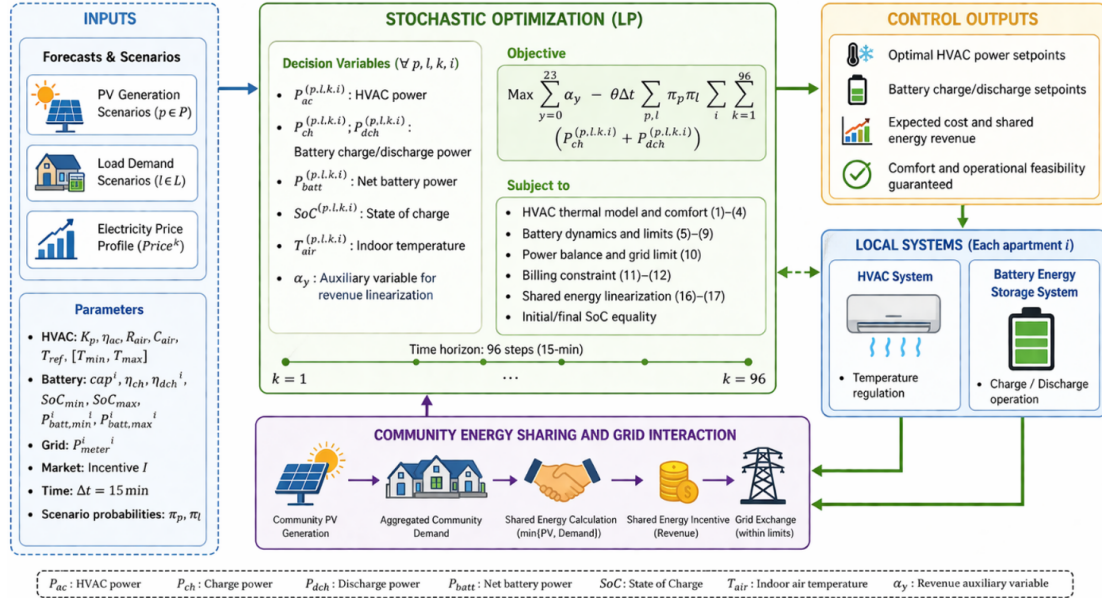 INPUTS
Forecasts & Scenarios
PV Generation
Scenarios (p ∈ P)
Load Demand
Scenarios (l ∈ L)
Electricity Price
Profile (Price^k)
Parameters
• HVAC: K_p, η_ac, R_air, C_air,
T_ref, [T_min, T_max]
• Battery: cap^i, η_ch, η_dch^i,
SoC_min, SoC_max,
P^i_batt,min^i, P^i_batt,max^i
• Grid: P^i_meter^i
• Market: Incentive I
• Time: Δt = 15 min
• Scenario probabilities: π_p, π_l
STOCHASTIC OPTIMIZATION (LP)
Decision Variables (∀ p, l, k, i)
• P_ac^(p,l,k,i) : HVAC power
• P_ch^(p,l,k,i) ; P_dch^(p,l,k,i) :
Battery charge/discharge power
• P_batt^(p,l,k,i) : Net battery power
• SoC^(p,l,k,i) : State of charge
• T_air^(p,l,k,i) : Indoor temperature
• α_y : Auxiliary variable for
revenue linearization
Objective
Max ∑_{y=0}^{23} α_y − θΔt ∑_{p,l} π_p π_l ∑_i ∑_{k=1}^{96}
(P_ch^(p,l,k,i) + P_dch^(p,l,k,i))
Subject to
• HVAC thermal model and comfort (1)–(4)
• Battery dynamics and limits (5)–(9)
• Power balance and grid limit (10)
• Billing constraint (11)–(12)
• Shared energy linearization (16)–(17)
• Initial/final SoC equality
Time horizon: 96 steps (15-min)
k = 1 ... k = 96
CONTROL OUTPUTS
Optimal HVAC power setpoints
Battery charge/discharge setpoints
Expected cost and shared
energy revenue
Comfort and operational feasibility
guaranteed
LOCAL SYSTEMS (Each apartment i)
HVAC System
• Temperature
regulation
Battery Energy
Storage System
• Charge / Discharge
operation
COMMUNITY ENERGY SHARING AND GRID INTERACTION
Community PV
Generation
Aggregated Community
Demand
Shared Energy Calculation
(min{PV, Demand})
Shared Energy Incentive
(Revenue)
Grid Exchange
(within limits)
P_ac : HVAC power P_ch : Charge power P_dch : Discharge power P_batt : Net battery power SoC : State of Charge T_air : Indoor air temperature α_y : Revenue auxiliary variable